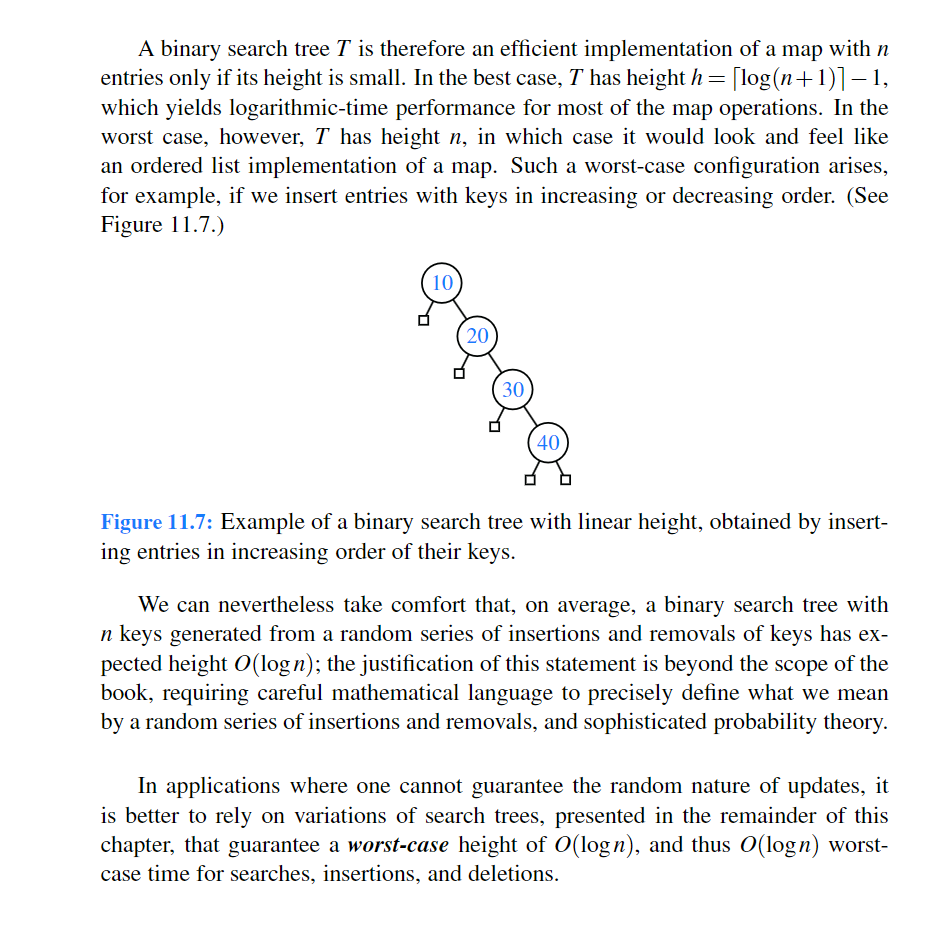 A binary search tree T is therefore an efficient implementation of a map with n
entries only if its height is small. In the best case, T has height h = ⌈log(n+1)⌉−1,
which yields logarithmic-time performance for most of the map operations. In the
worst case, however, T has height n, in which case it would look and feel like
an ordered list implementation of a map. Such a worst-case configuration arises,
for example, if we insert entries with keys in increasing or decreasing order. (See
Figure 11.7.)
10
20
30
40
Figure 11.7: Example of a binary search tree with linear height, obtained by insert-
ing entries in increasing order of their keys.
We can nevertheless take comfort that, on average, a binary search tree with
n keys generated from a random series of insertions and removals of keys has ex-
pected height O(log n); the justification of this statement is beyond the scope of the
book, requiring careful mathematical language to precisely define what we mean
by a random series of insertions and removals, and sophisticated probability theory.
In applications where one cannot guarantee the random nature of updates, it
is better to rely on variations of search trees, presented in the remainder of this
chapter, that guarantee a worst-case height of O(log n), and thus O(log n) worst-
case time for searches, insertions, and deletions.